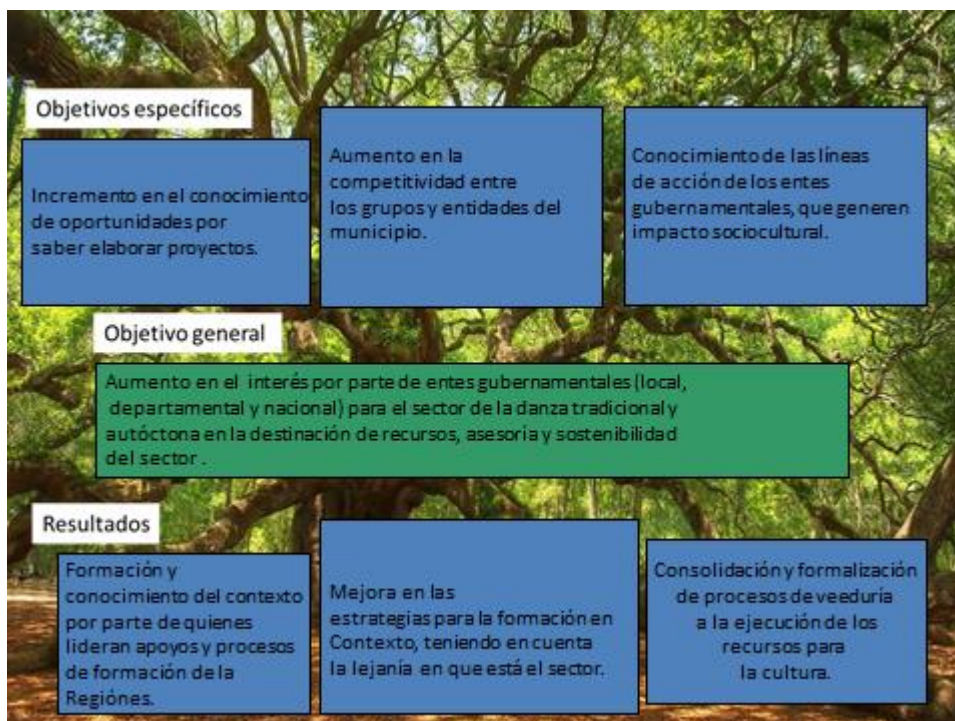 Objetivos específicos
Incremento en el conocimiento
de oportunidades por
saber elaborar proyectos.
Aumento en la
competitividad entre
los grupos y entidades del
municipio.
Conocimiento de las líneas
de acción de los entes
gubernamentales, que generen
impacto sociocultural.
Objetivo general
Aumento en el interés por parte de entes gubernamentales (local,
departamental y nacional) para el sector de la danza tradicional y
autóctona en la destinación de recursos, asesoría y sostenibilidad
del sector .
Resultados
Formación y
conocimiento del contexto
por parte de quienes
lideran apoyos y procesos
de formación de la
Regiónes.
Mejora en las
estrategias para la formación en
Contexto, teniendo en cuenta
la lejanía en que está el sector.
Consolidación y formalización
de procesos de veeduría
a la ejecución de los
recursos para
la cultura.